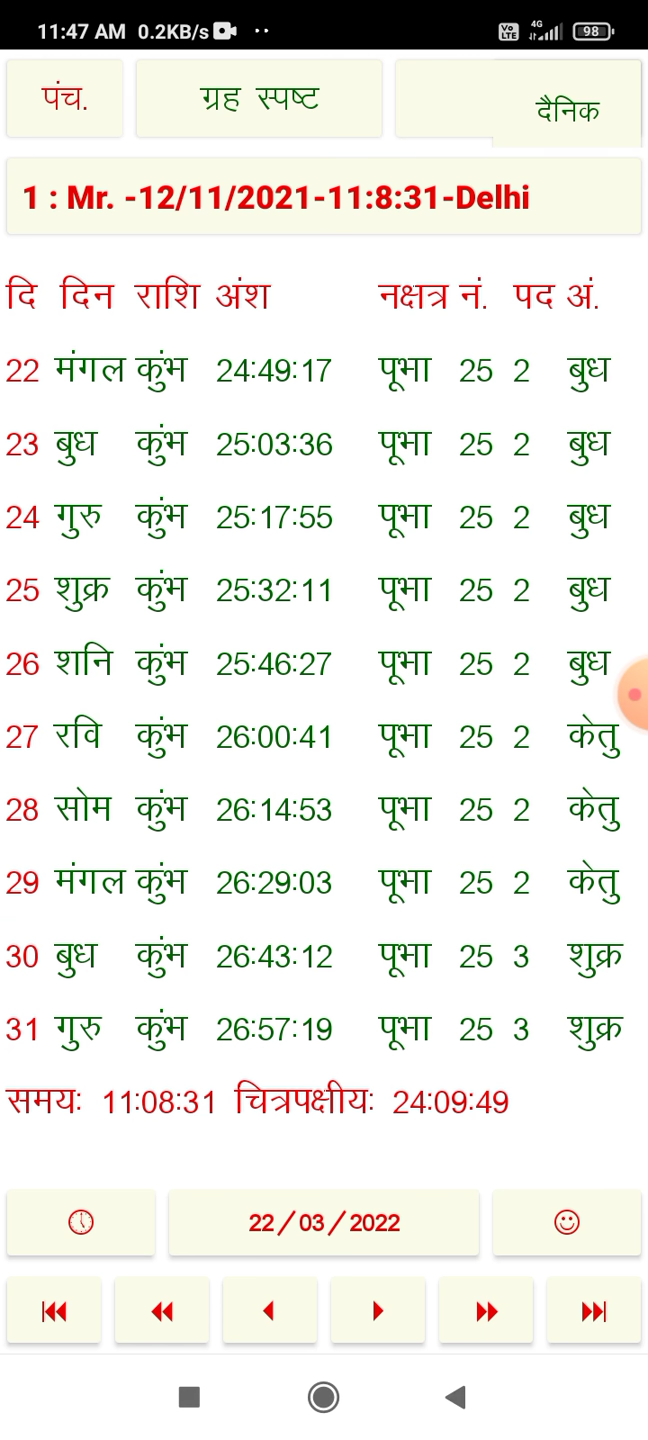 11:47 AM 0.2KB/s ·· Vo LTE 4G 98
पंच. ग्रह स्पष्ट दैनिक
1 : Mr. -12/11/2021-11:8:31-Delhi
दि दिन राशि अंश नक्षत्र नं. पद अं.
22 मंगल कुंभ 24:49:17 पूभा 25 2 बुध
23 बुध कुंभ 25:03:36 पूभा 25 2 बुध
24 गुरु कुंभ 25:17:55 पूभा 25 2 बुध
25 शुक्र कुंभ 25:32:11 पूभा 25 2 बुध
26 शनि कुंभ 25:46:27 पूभा 25 2 बुध
27 रवि कुंभ 26:00:41 पूभा 25 2 केतु
28 सोम कुंभ 26:14:53 पूभा 25 2 केतु
29 मंगल कुंभ 26:29:03 पूभा 25 2 केतु
30 बुध कुंभ 26:43:12 पूभा 25 3 शुक्र
31 गुरु कुंभ 26:57:19 पूभा 25 3 शुक्र
समय: 11:08:31 चित्रपक्षीय: 24:09:49
22/03/2022